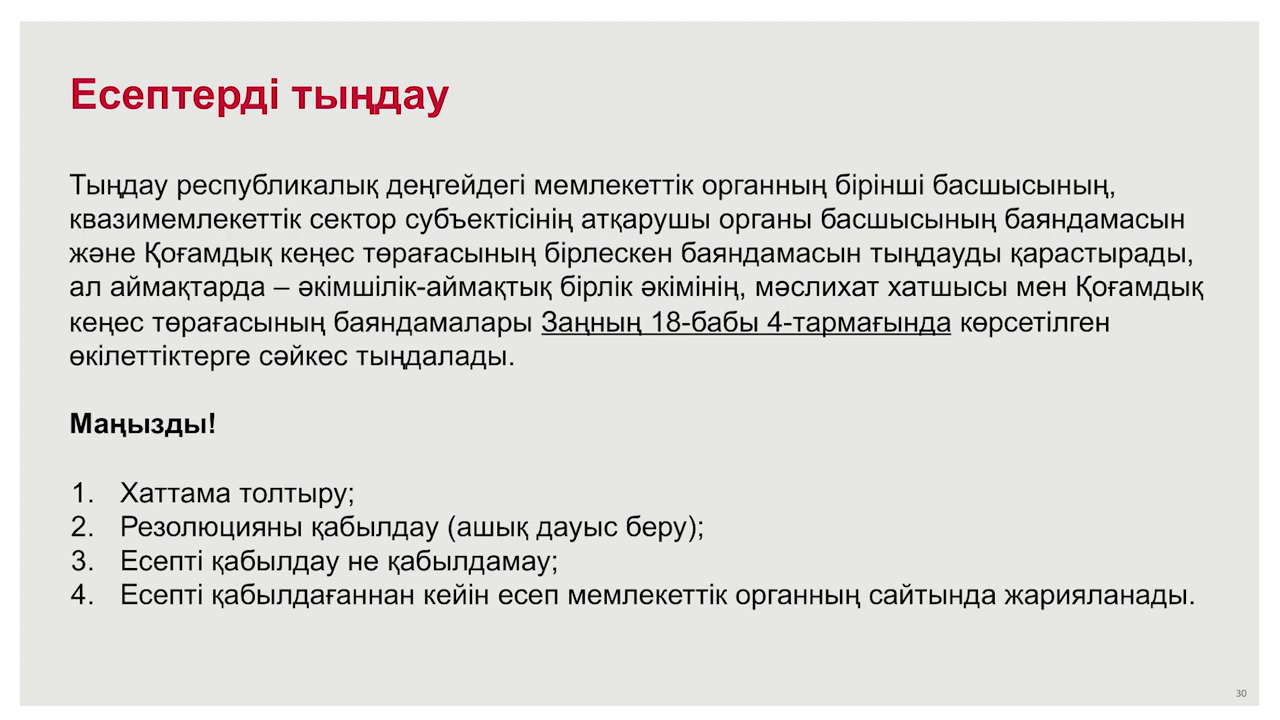 Есептерді тыңдау
Тыңдау республикалық деңгейдегі мемлекеттік органның бірінші басшысының,
квазимемлекеттік сектор субъектісінің атқарушы органы басшысының баяндамасын
және Қоғамдық кеңес төрағасының бірлескен баяндамасын тыңдауды қарастырады,
ал аймақтарда – әкімшілік-аймақтық бірлік әкімінің, мәслихат хатшысы мен Қоғамдық
кеңес төрағасының баяндамалары Заңның 18-бабы 4-тармағында көрсетілген
өкілеттіктерге сәйкес тыңдалады.
Маңызды!
1. Хаттама толтыру;
2. Резолюцияны қабылдау (ашық дауыс беру);
3. Есепті қабылдау не қабылдамау;
4. Есепті қабылдағаннан кейін есеп мемлекеттік органның сайтында жарияланады.
30